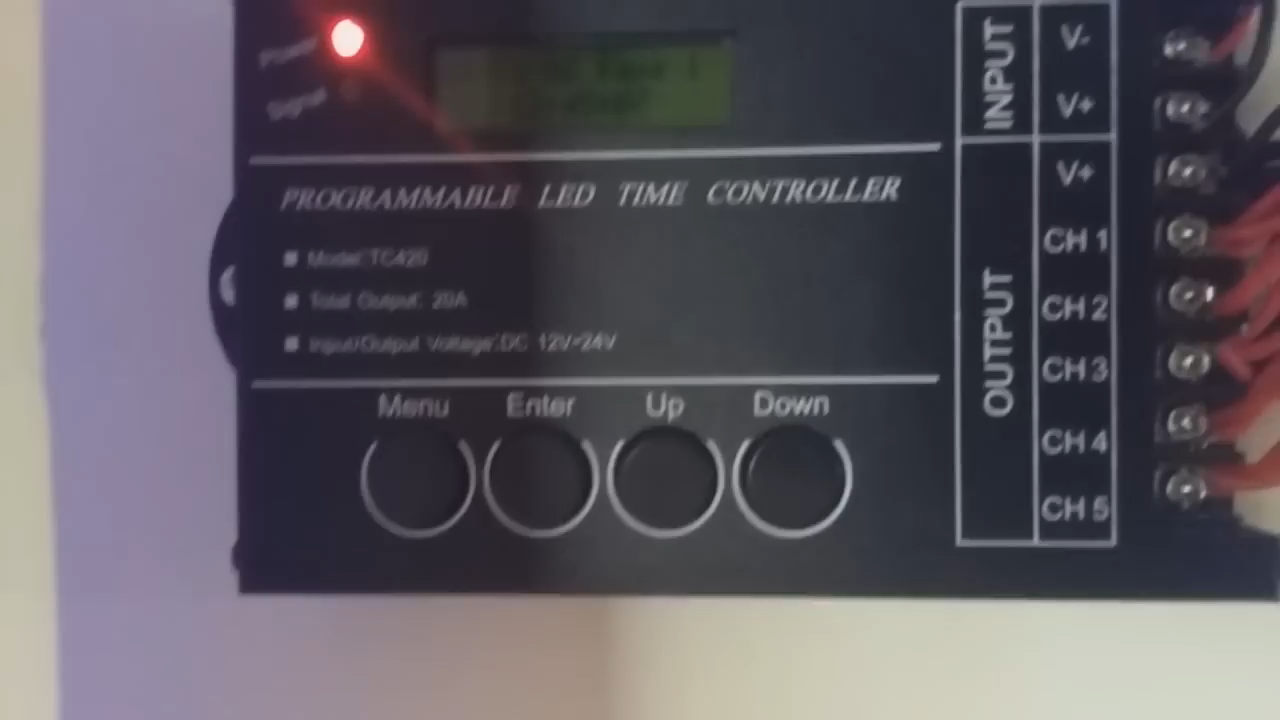 Power
Signal
PROGRAMMABLE LED TIME CONTROLLER
Model:TC420
Total Output: 20A
Input/Output Voltage:DC 12V-24V
Menu Enter Up Down
INPUT
V-
V+
OUTPUT
V+
CH 1
CH 2
CH 3
CH 4
CH 5